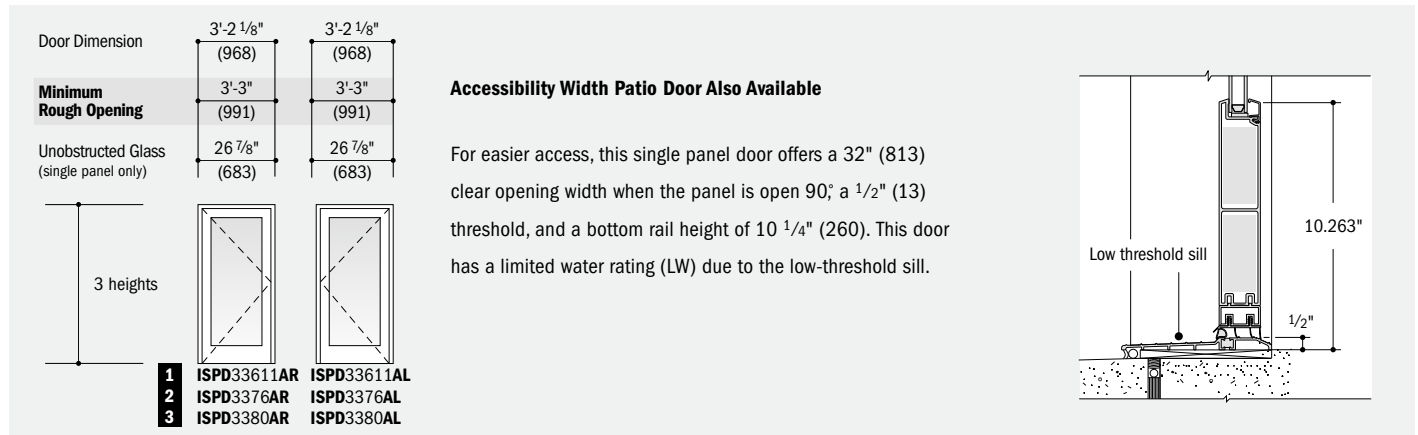 Door Dimension
3'-2 1/8"
(968)
3'-2 1/8"
(968)
Minimum
Rough Opening
3'-3"
(991)
3'-3"
(991)
Unobstructed Glass
(single panel only)
26 7/8"
(683)
26 7/8"
(683)
3 heights
1 ISPD33611AR ISPD33611AL
2 ISPD3376AR ISPD3376AL
3 ISPD3380AR ISPD3380AL
Accessibility Width Patio Door Also Available
For easier access, this single panel door offers a 32" (813)
clear opening width when the panel is open 90°, a 1/2" (13)
threshold, and a bottom rail height of 10 1/4" (260). This door
has a limited water rating (LW) due to the low-threshold sill.
10.263"
Low threshold sill
1/2"